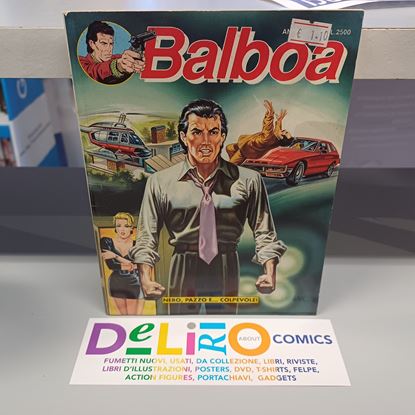 Balboa
L.2500
NERO, PAZZO E... COLPEVOLE!
DeLiRiO ABOUT COMICS
FUMETTI NUOVI, USATI, DA COLLEZIONE, LIBRI, RIVISTE,
LIBRI D'ILLUSTRAZIONI, POSTERS, DVD, T-SHIRTS, FELPE,
ACTION FIGURES, PORTACHIAVI, GADGETS